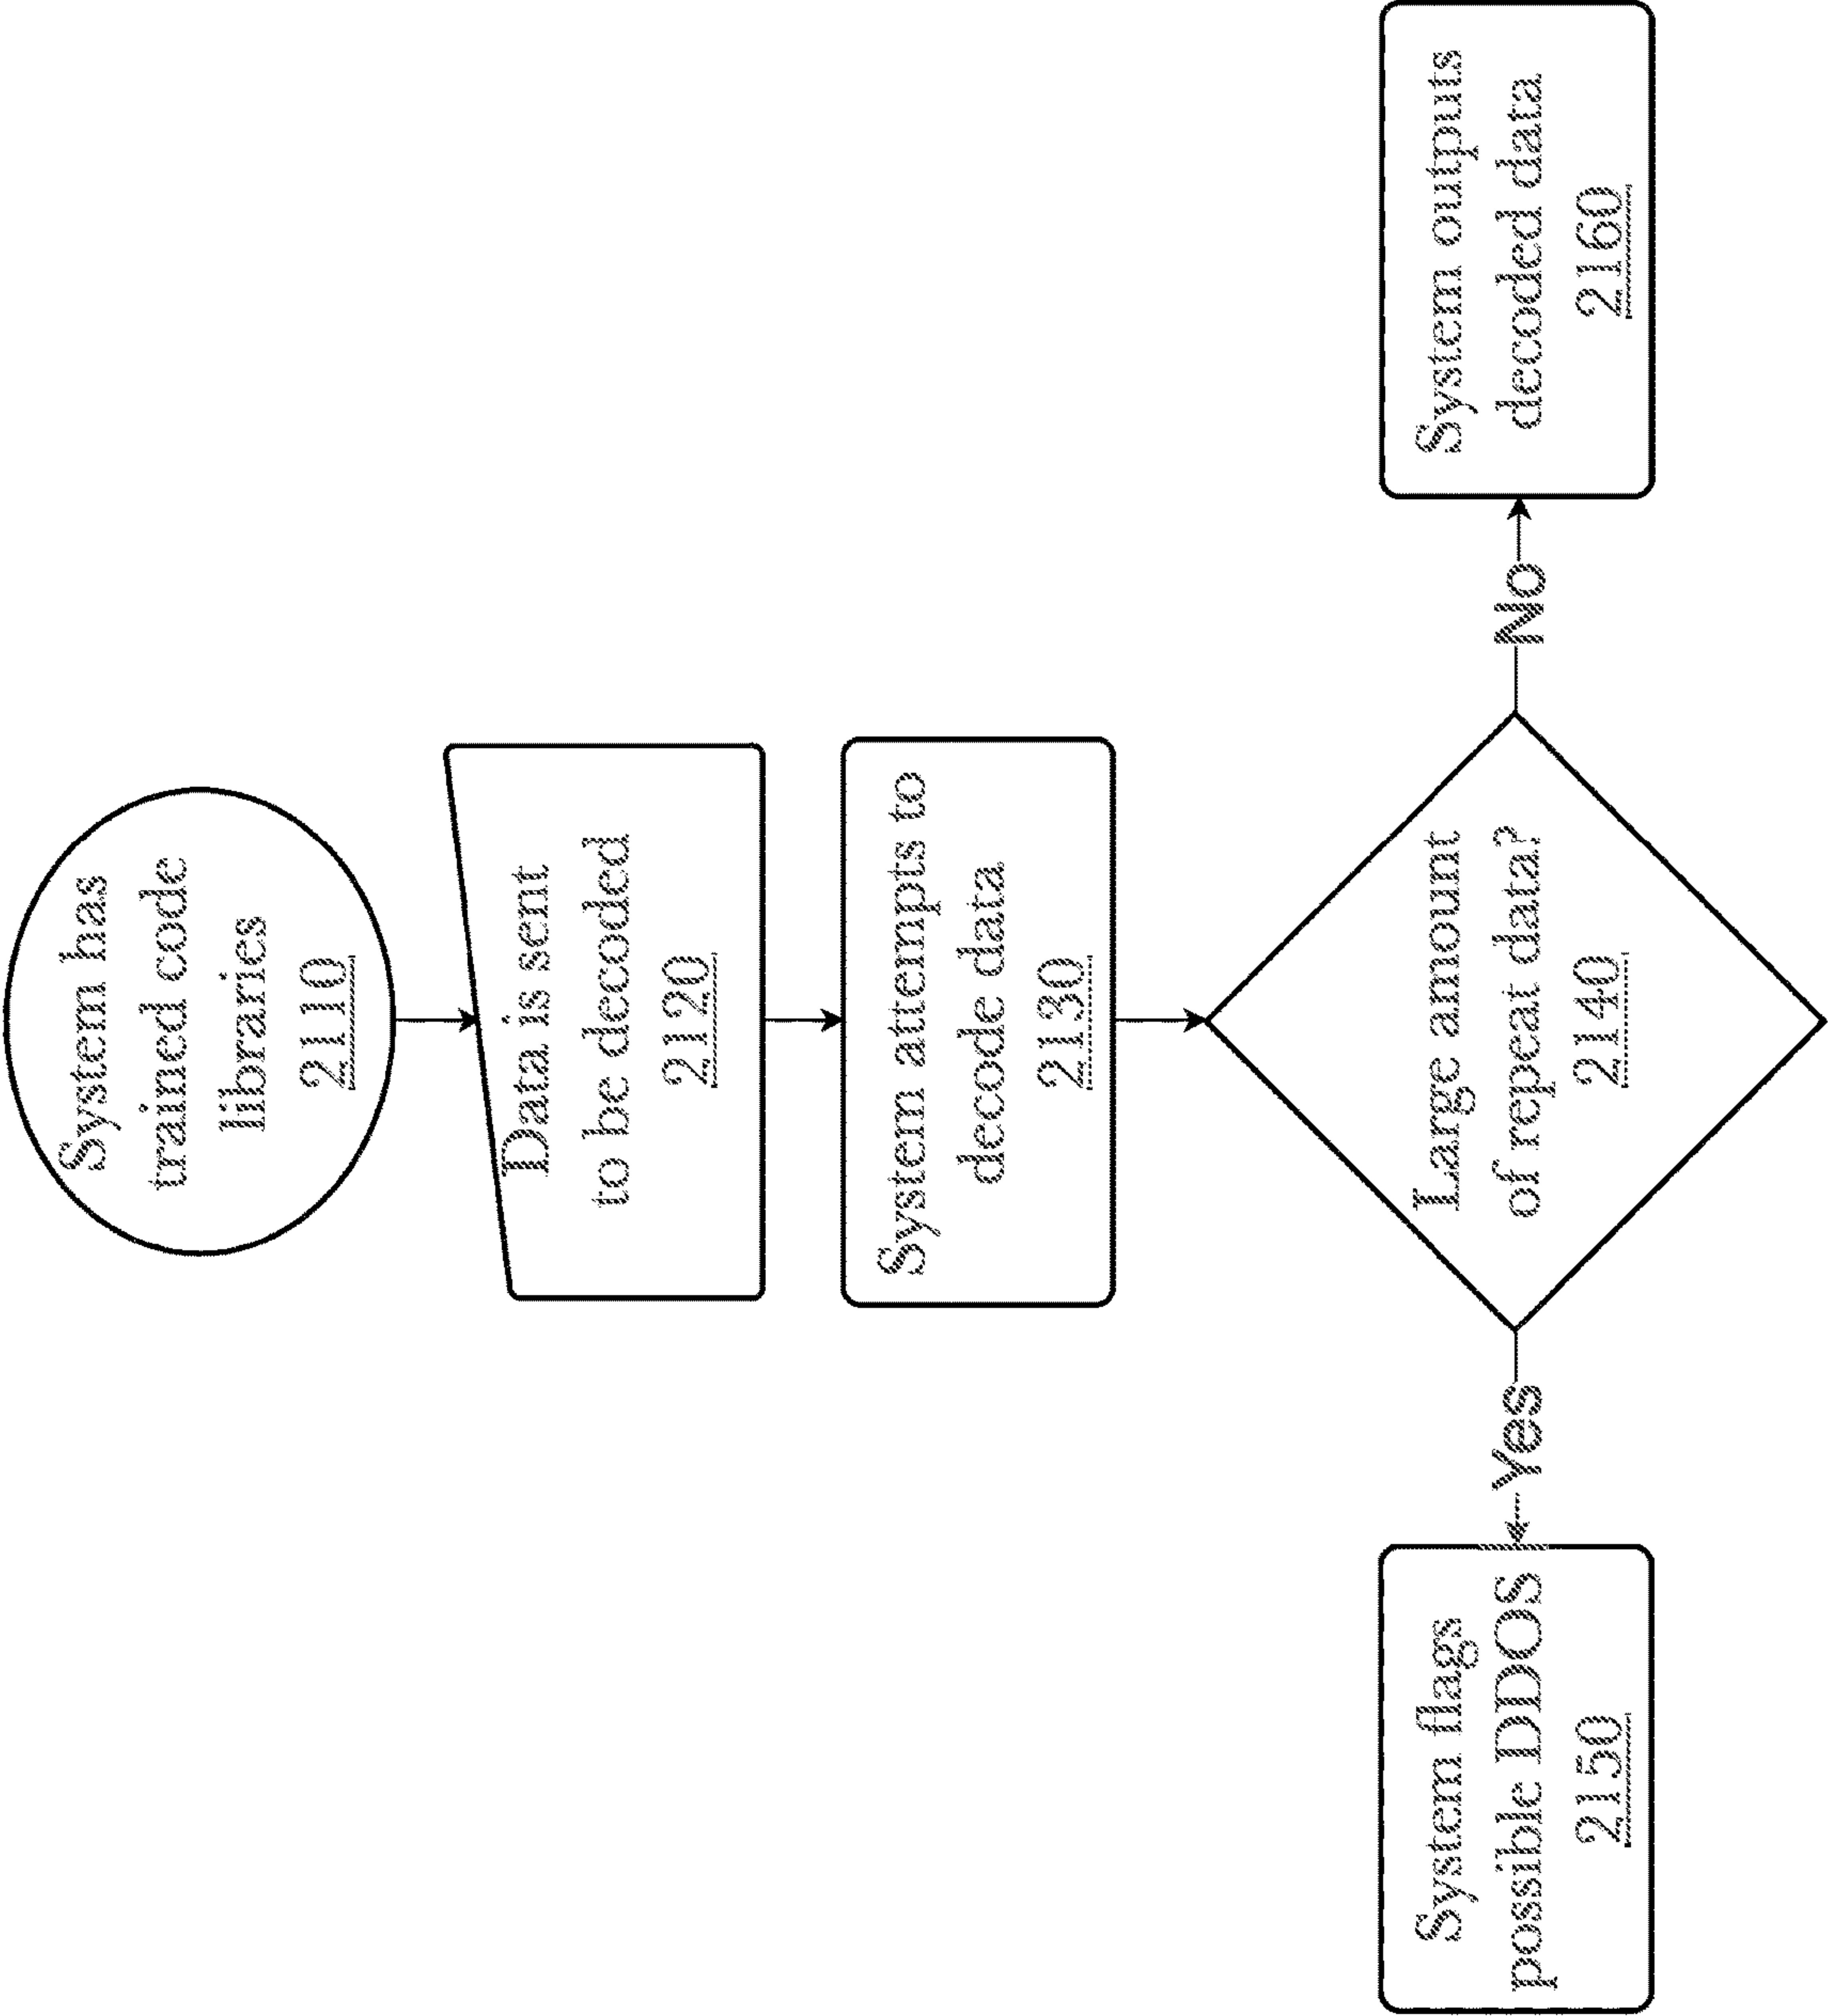 System has
trained code
libraries
2110
Data is sent
to be decoded
2120
System attempts to
decode data
2130
Large amount
of repeat data?
2140
Yes
No
System flags
possible DDOS
2150
System outputs
decoded data
2160